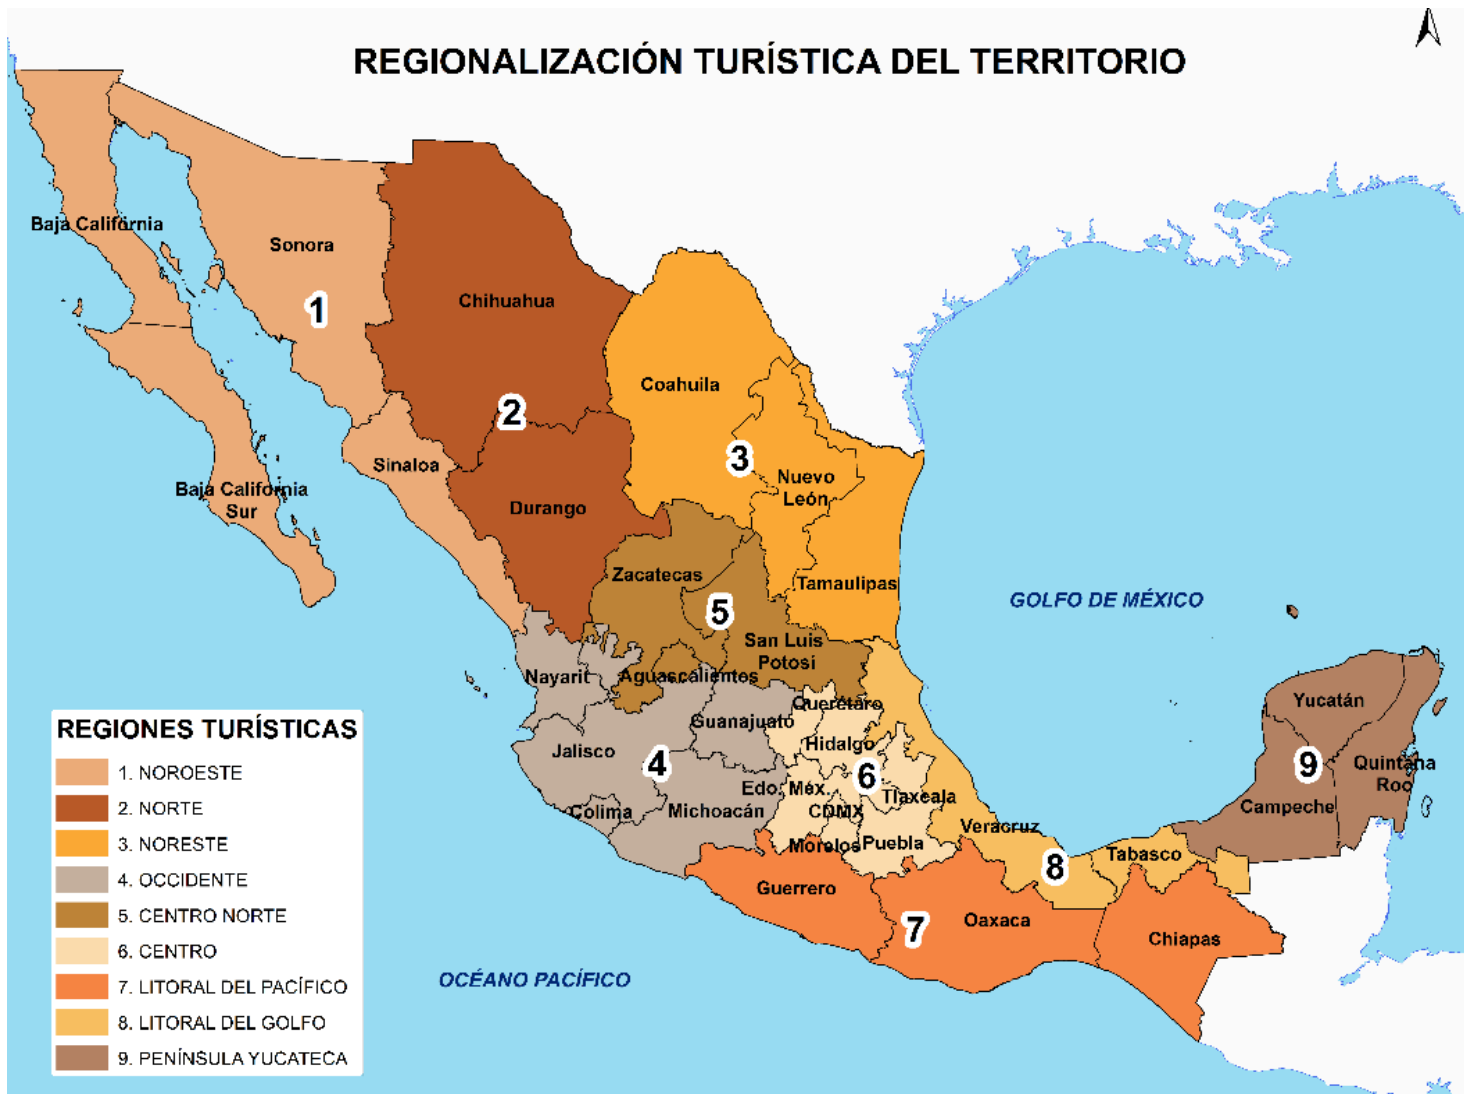 REGIONALIZACIÓN TURÍSTICA DEL TERRITORIO
Baja California
Sonora
1
Chihuahua
Coahuila
2
3
Sinaloa
Nuevo
León
Baja California
Sur
Durango
Zacatecas
Tamaulipas
GOLFO DE MÉXICO
5
San Luis
Potosí
Nayarit
Aguascalientes
Querétaro
Yucatán
Guanajuato
Jalisco
Hidalgo
4
6
9
Quintana
Roo
Edo. Méx.
Tlaxcala
Campeche
Colima
Michoacán
CDMX
Veracruz
Morelos
Puebla
Tabasco
8
Guerrero
Oaxaca
7
Chiapas
OCÉANO PACÍFICO
REGIONES TURÍSTICAS
1. NOROESTE
2. NORTE
3. NORESTE
4. OCCIDENTE
5. CENTRO NORTE
6. CENTRO
7. LITORAL DEL PACÍFICO
8. LITORAL DEL GOLFO
9. PENÍNSULA YUCATECA